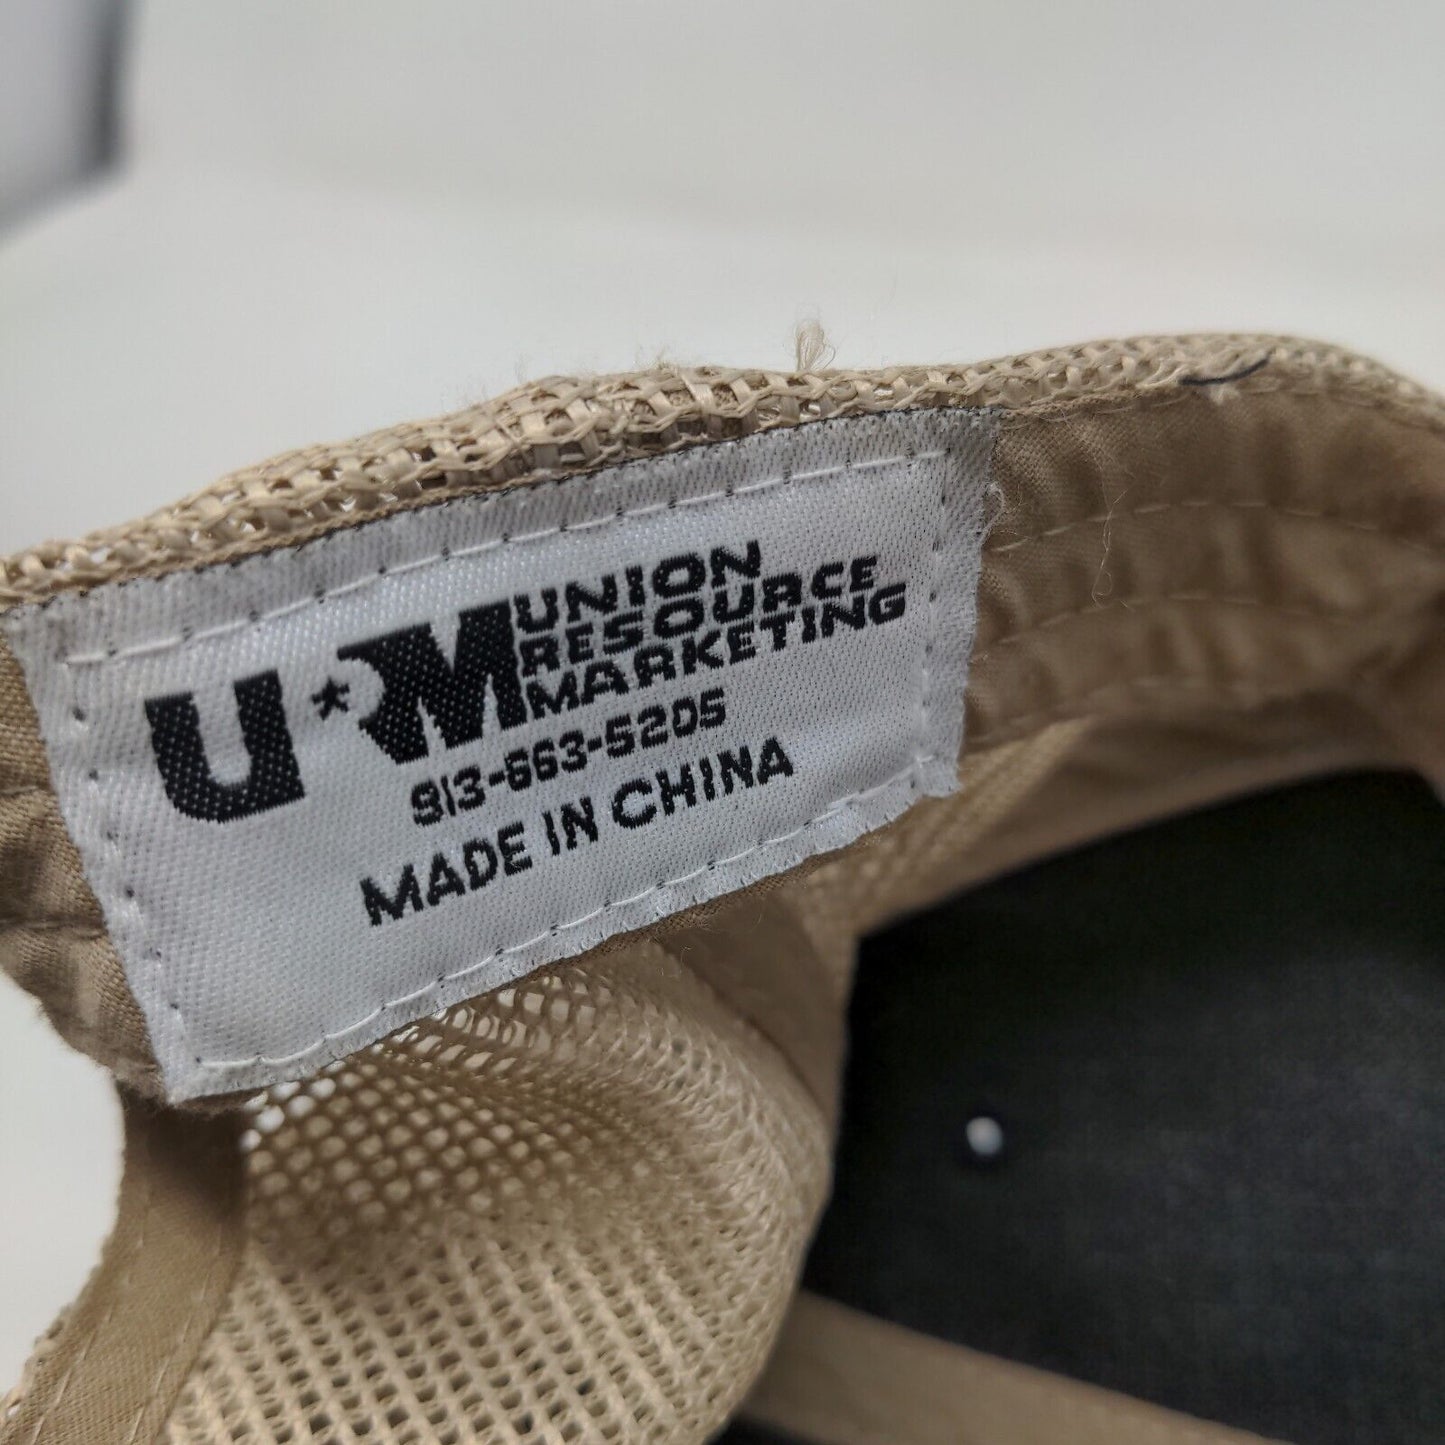 U★RM
UNION
RESOURCE
MARKETING
913-663-5205
MADE IN CHINA